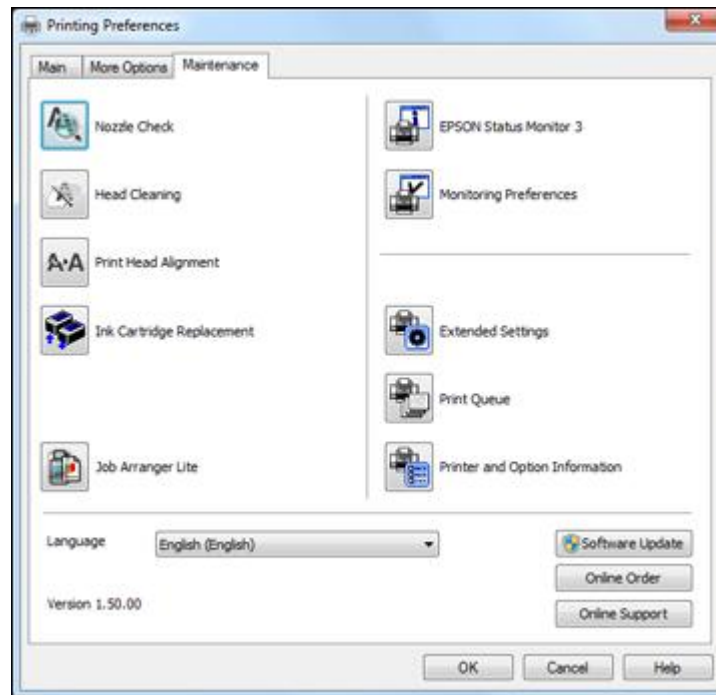 Printing Preferences
Main
More Options
Maintenance
Nozzle Check
EPSON Status Monitor 3
Head Cleaning
Monitoring Preferences
A·A
Print Head Alignment
Ink Cartridge Replacement
Extended Settings
Print Queue
Job Arranger Lite
Printer and Option Information
Language
English (English)
Software Update
Online Order
Version 1.50.00
Online Support
OK
Cancel
Help